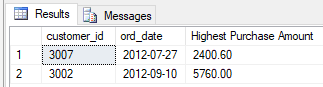 Results Messages
customer_id ord_date Highest Purchase Amount
1 3007 2012-07-27 2400.60
2 3002 2012-09-10 5760.00